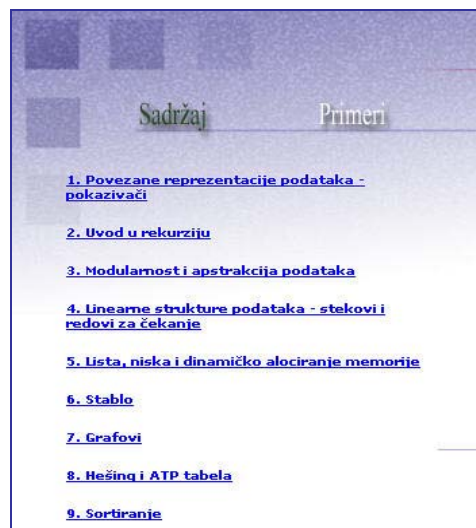 Sadržaj Primeri
1. Povezane reprezentacije podataka -
pokazivači
2. Uvod u rekurziju
3. Modularnost i apstrakcija podataka
4. Linearne strukture podataka - stekovi i
redovi za čekanje
5. Lista, niska i dinamičko alociranje memorije
6. Stablo
7. Grafovi
8. Hešing i ATP tabela
9. Sortiranje